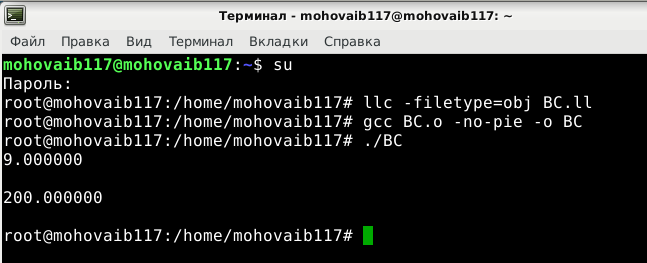 Терминал - mohovaib117@mohovaib117: ~
Файл Правка Вид Терминал Вкладки Справка
mohovaib117@mohovaib117:~$ su
Пароль:
root@mohovaib117:/home/mohovaib117# llc -filetype=obj BC.ll
root@mohovaib117:/home/mohovaib117# gcc BC.o -no-pie -o BC
root@mohovaib117:/home/mohovaib117# ./BC
9.000000
200.000000
root@mohovaib117:/home/mohovaib117#